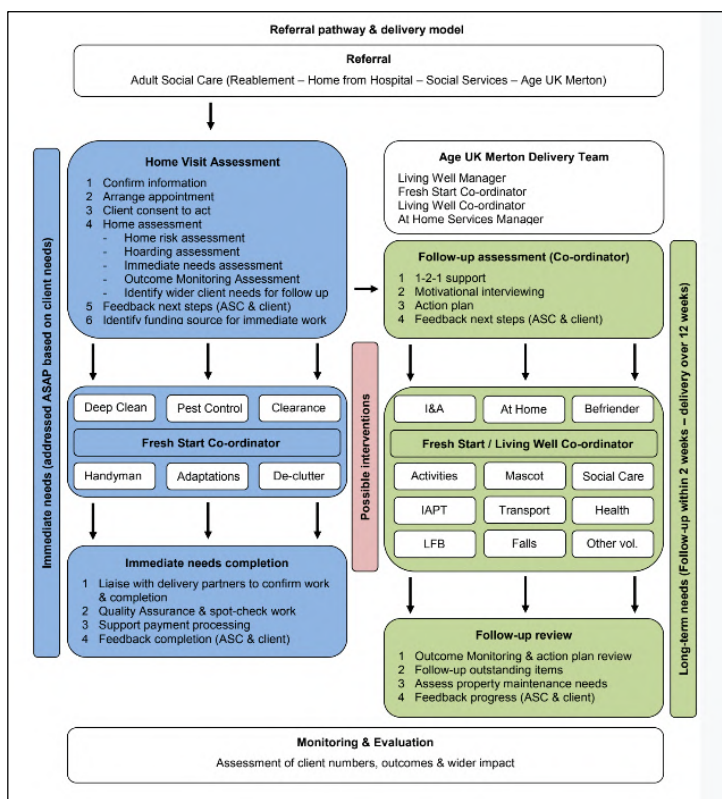 Referral pathway & delivery model
Referral
Adult Social Care (Reablement – Home from Hospital – Social Services – Age UK Merton)
Immediate needs (addressed ASAP based on client needs)
Home Visit Assessment
1 Confirm information
2 Arrange appointment
3 Client consent to act
4 Home assessment
- Home risk assessment
- Hoarding assessment
- Immediate needs assessment
- Outcome Monitoring Assessment
- Identify wider client needs for follow up
5 Feedback next steps (ASC & client)
6 Identify funding source for immediate work
Age UK Merton Delivery Team
Living Well Manager
Fresh Start Co-ordinator
Living Well Co-ordinator
At Home Services Manager
Follow-up assessment (Co-ordinator)
1 1-2-1 support
2 Motivational interviewing
3 Action plan
4 Feedback next steps (ASC & client)
Deep Clean
Pest Control
Clearance
Fresh Start Co-ordinator
Handyman
Adaptations
De-clutter
Possible interventions
I&A
At Home
Befriender
Fresh Start / Living Well Co-ordinator
Activities
Mascot
Social Care
IAPT
Transport
Health
LFB
Falls
Other vol.
Immediate needs completion
1 Liaise with delivery partners to confirm work
& completion
2 Quality Assurance & spot-check work
3 Support payment processing
4 Feedback completion (ASC & client)
Follow-up review
1 Outcome Monitoring & action plan review
2 Follow-up outstanding items
3 Assess property maintenance needs
4 Feedback progress (ASC & client)
Long-term needs (Follow-up within 2 weeks – delivery over 12 weeks)
Monitoring & Evaluation
Assessment of client numbers, outcomes & wider impact